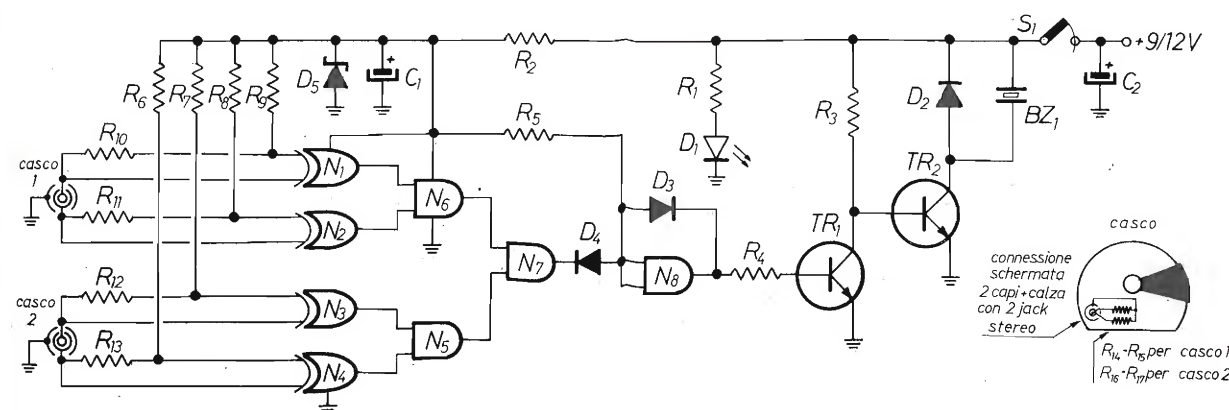 S1
+9/12V
R2
R6
R7
R8
R9
D5
+
C1
R1
R3
D2
BZ1
+
C2
R5
D1
R10
casco
1
N1
N6
TR2
R11
N2
D3
TR1
N7
D4
N8
R4
casco
R12
casco
2
N3
N5
R13
N4
connessione
schermata
2 capi+calza
con 2 jack
stereo
R14-R15 per casco 1
R16-R17 per casco 2